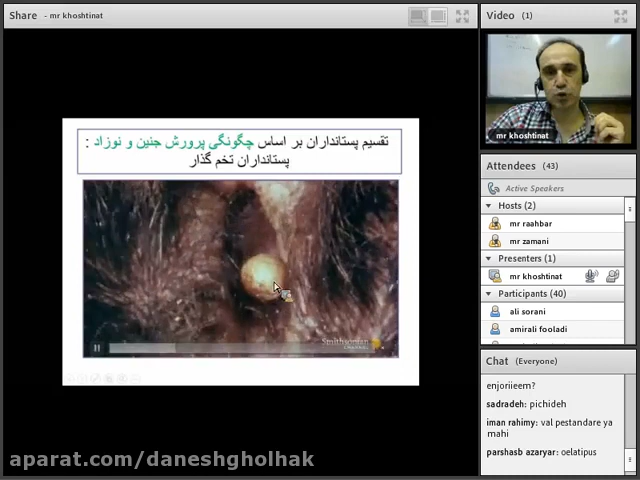 Share - mr khoshtinat
تقسیم پستانداران بر اساس چگونگی پرورش جنین و نوزاد :
پستانداران تخم گذار
Smithsonian
Video (1)
mr khoshtinat
Attendees (43)
Active Speakers
Hosts (2)
mr raahbar
mr zamani
Presenters (1)
mr khoshtinat
Participants (40)
ali sorani
amirali fooladi
Chat (Everyone)
enjoriieem?
sadradeh: pichideh
iman rahimy: val pestandare ya
mahi
parshasb azaryar: oelatipus
aparat.com/daneshgholhak